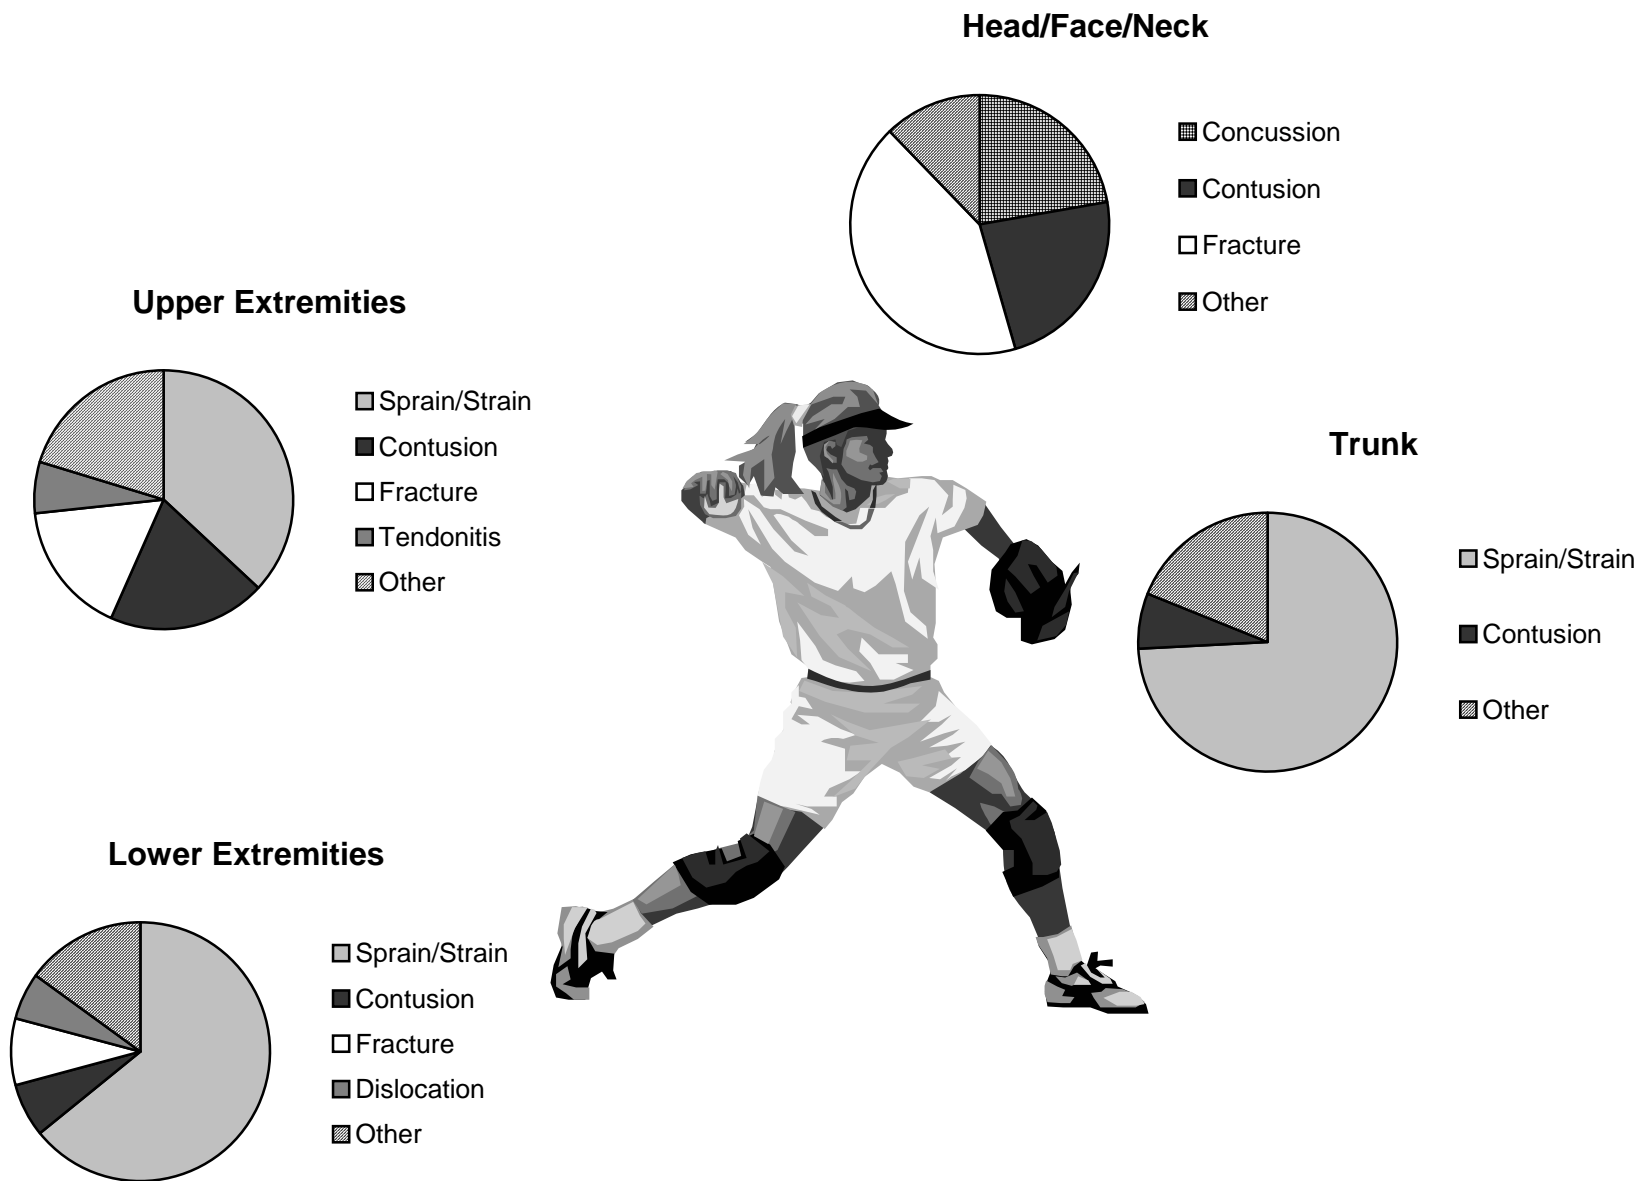 Head/Face/Neck
Concussion
Contusion
Fracture
Other
Upper Extremities
Sprain/Strain
Contusion
Fracture
Tendonitis
Other
Trunk
Sprain/Strain
Contusion
Other
Lower Extremities
Sprain/Strain
Contusion
Fracture
Dislocation
Other